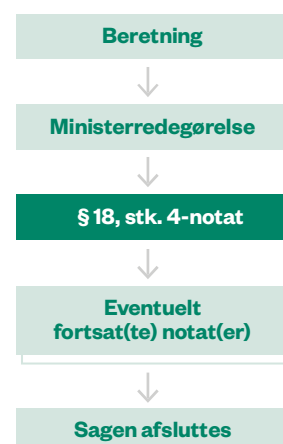 Beretning
Ministerredegørelse
§ 18, stk. 4-notat
Eventuelt
fortsat(te) notat(er)
Sagen afsluttes